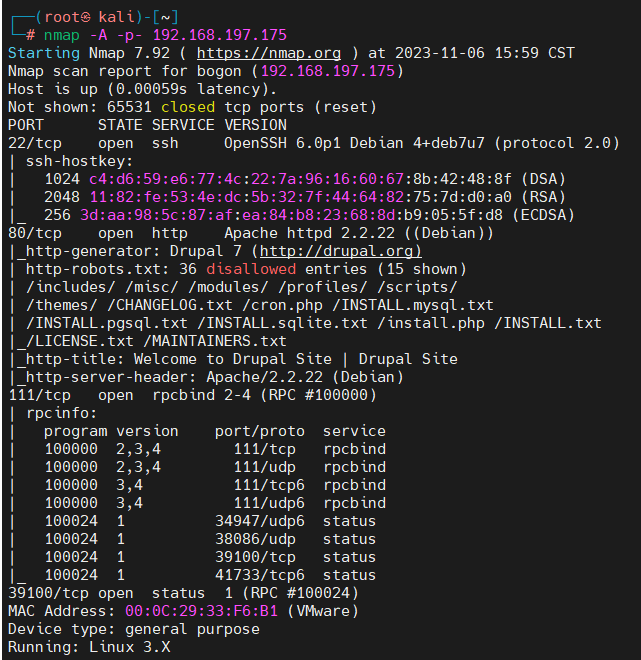 ┌──(root㉿ kali)-[~]
└─# nmap -A -p- 192.168.197.175
Starting Nmap 7.92 ( https://nmap.org ) at 2023-11-06 15:59 CST
Nmap scan report for bogon (192.168.197.175)
Host is up (0.00059s latency).
Not shown: 65531 closed tcp ports (reset)
PORT      STATE SERVICE VERSION
22/tcp    open  ssh     OpenSSH 6.0p1 Debian 4+deb7u7 (protocol 2.0)
| ssh-hostkey:
|   1024 c4:d6:59:e6:77:4c:22:7a:96:16:60:67:8b:42:48:8f (DSA)
|   2048 11:82:fe:53:4e:dc:5b:32:7f:44:64:82:75:7d:d0:a0 (RSA)
|_  256 3d:aa:98:5c:87:af:ea:84:b8:23:68:8d:b9:05:5f:d8 (ECDSA)
80/tcp    open  http    Apache httpd 2.2.22 ((Debian))
|_http-generator: Drupal 7 (http://drupal.org)
| http-robots.txt: 36 disallowed entries (15 shown)
| /includes/ /misc/ /modules/ /profiles/ /scripts/
| /themes/ /CHANGELOG.txt /cron.php /INSTALL.mysql.txt
| /INSTALL.pgsql.txt /INSTALL.sqlite.txt /install.php /INSTALL.txt
|_/LICENSE.txt /MAINTAINERS.txt
|_http-title: Welcome to Drupal Site | Drupal Site
|_http-server-header: Apache/2.2.22 (Debian)
111/tcp   open  rpcbind 2-4 (RPC #100000)
| rpcinfo:
|   program version    port/proto  service
|   100000  2,3,4        111/tcp   rpcbind
|   100000  2,3,4        111/udp   rpcbind
|   100000  3,4          111/tcp6  rpcbind
|   100000  3,4          111/udp6  rpcbind
|   100024  1          34947/udp6  status
|   100024  1          38086/udp   status
|   100024  1          39100/tcp   status
|_  100024  1          41733/tcp6  status
39100/tcp open  status  1 (RPC #100024)
MAC Address: 00:0C:29:33:F6:B1 (VMware)
Device type: general purpose
Running: Linux 3.X